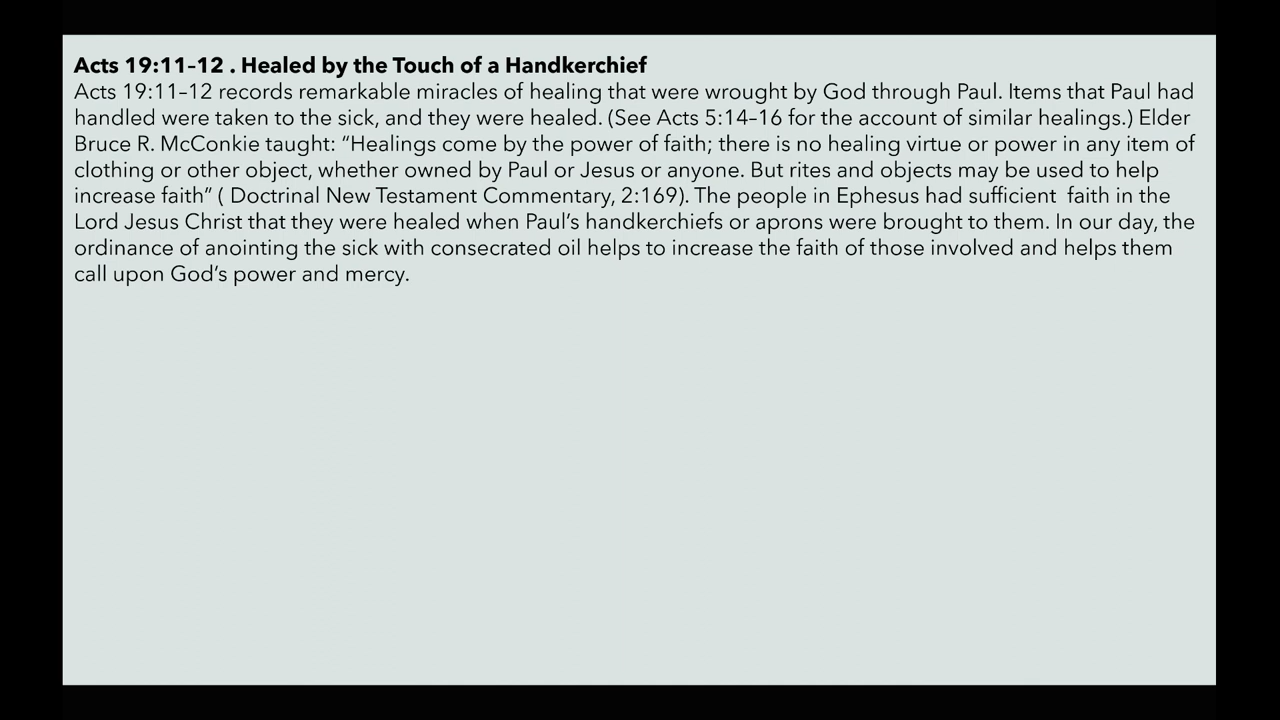 Acts 19:11–12 . Healed by the Touch of a Handkerchief
Acts 19:11–12 records remarkable miracles of healing that were wrought by God through Paul. Items that Paul had
handled were taken to the sick, and they were healed. (See Acts 5:14–16 for the account of similar healings.) Elder
Bruce R. McConkie taught: “Healings come by the power of faith; there is no healing virtue or power in any item of
clothing or other object, whether owned by Paul or Jesus or anyone. But rites and objects may be used to help
increase faith” ( Doctrinal New Testament Commentary, 2:169). The people in Ephesus had sufficient  faith in the
Lord Jesus Christ that they were healed when Paul’s handkerchiefs or aprons were brought to them. In our day, the
ordinance of anointing the sick with consecrated oil helps to increase the faith of those involved and helps them
call upon God’s power and mercy.